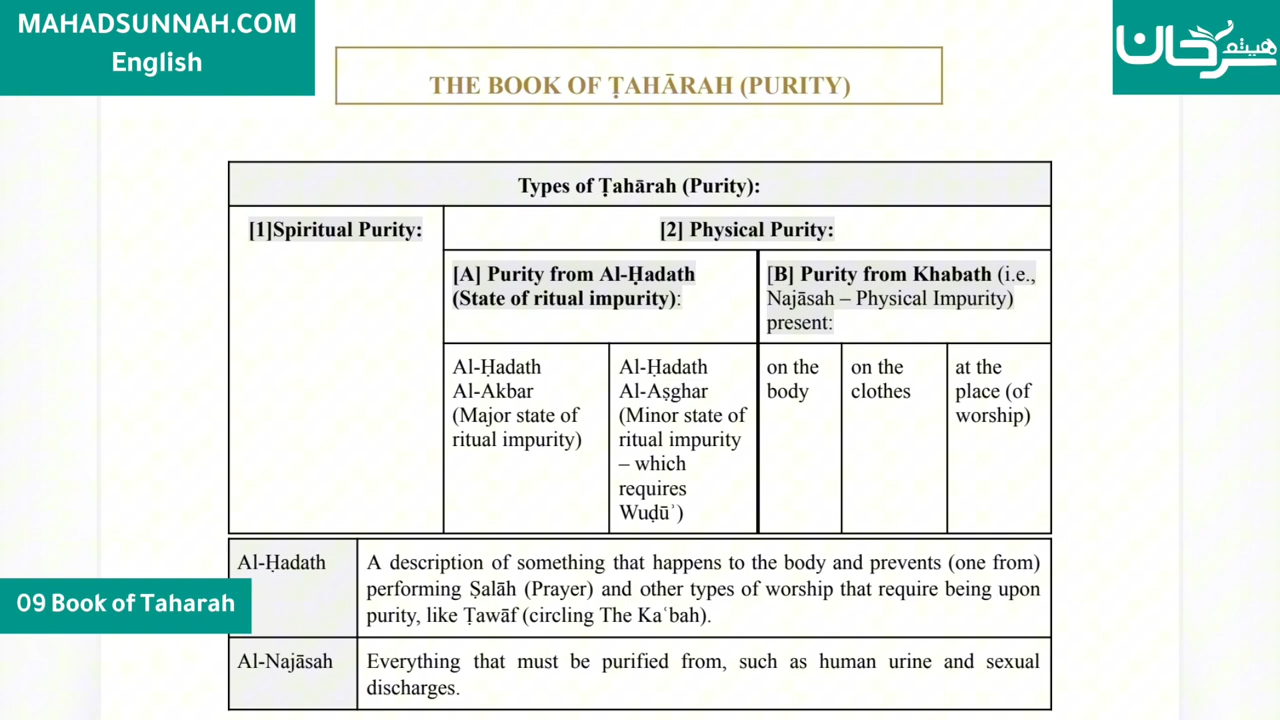 MAHADSUNNAH.COM
English
هيثم
سرحان
THE BOOK OF ṬAHĀRAH (PURITY)
Types of Ṭahārah (Purity):
[1]Spiritual Purity:
[2] Physical Purity:
[A] Purity from Al-Ḥadath
(State of ritual impurity):
[B] Purity from Khabath (i.e.,
Najāsah – Physical Impurity)
present:
Al-Ḥadath
Al-Akbar
(Major state of
ritual impurity)
Al-Ḥadath
Al-Aṣghar
(Minor state of
ritual impurity
– which
requires
Wuḍūʾ)
on the
body
on the
clothes
at the
place (of
worship)
Al-Ḥadath
A description of something that happens to the body and prevents (one from)
performing Ṣalāh (Prayer) and other types of worship that require being upon
purity, like Ṭawāf (circling The Kaʿbah).
09 Book of Taharah
Al-Najāsah
Everything that must be purified from, such as human urine and sexual
discharges.